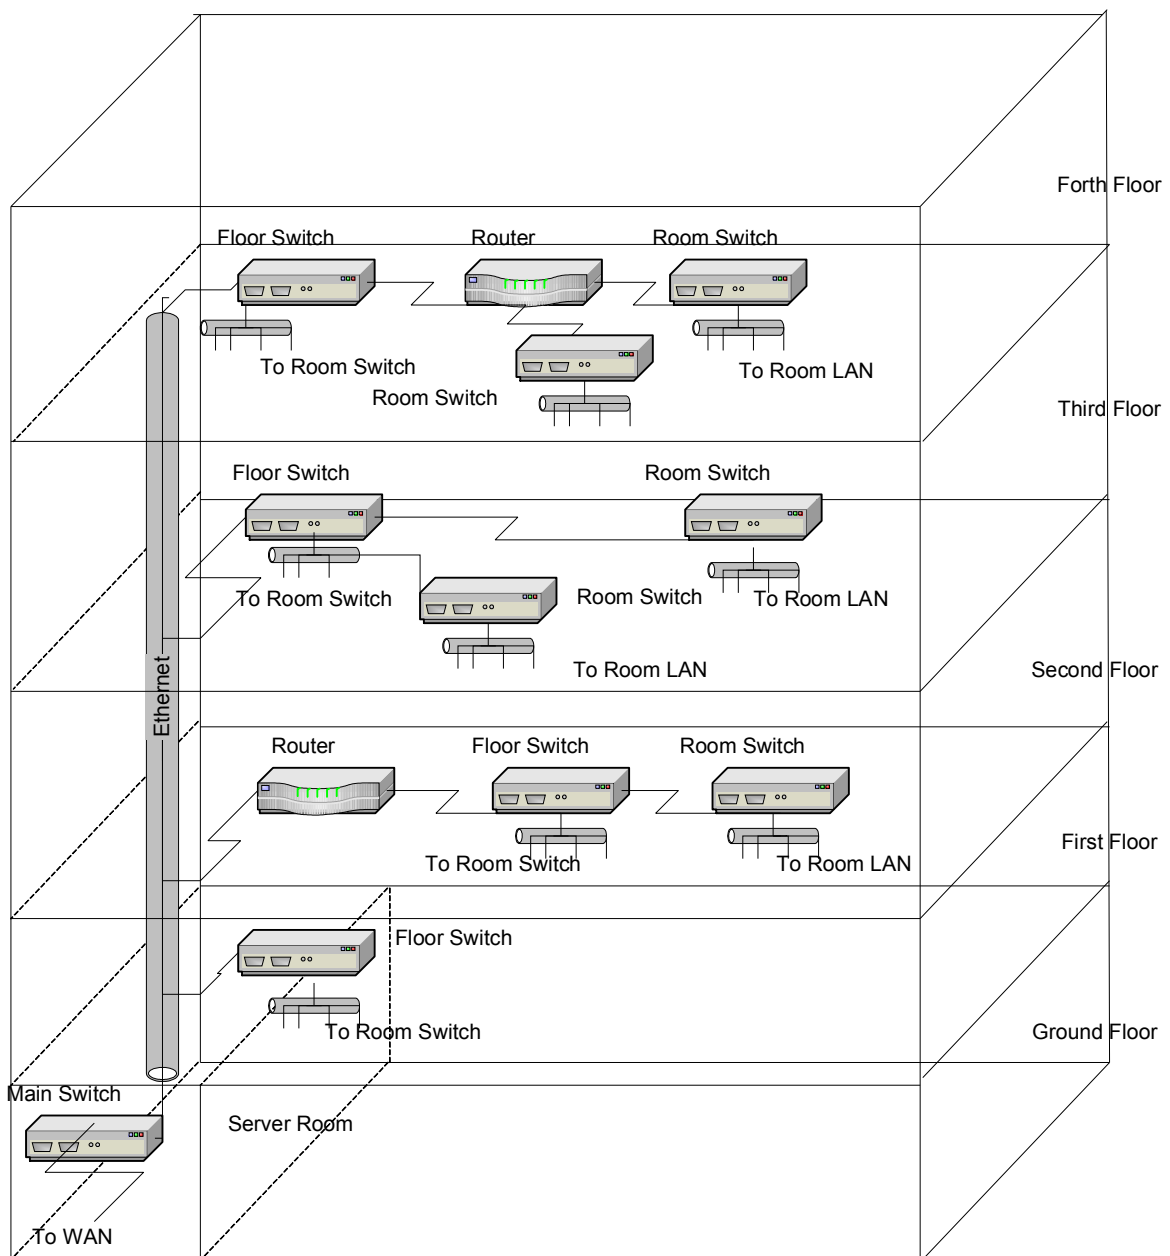 Forth Floor
Floor Switch
Router
Room Switch
To Room Switch
To Room LAN
Room Switch
Third Floor
Floor Switch
Room Switch
To Room Switch
Room Switch
To Room LAN
To Room LAN
Second Floor
Ethernet
Router
Floor Switch
Room Switch
To Room Switch
To Room LAN
First Floor
Floor Switch
To Room Switch
Ground Floor
Main Switch
Server Room
To WAN